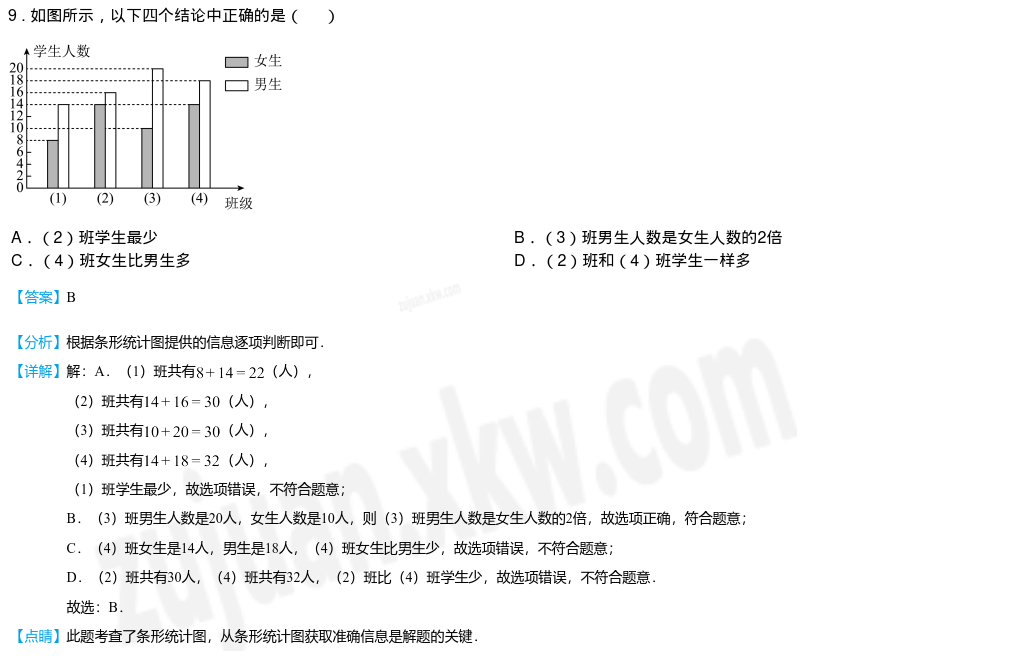 9．如图所示，以下四个结论中正确的是（　　）
学生人数
女生
男生
20
18
16
14
12
10
8
6
4
2
0
(1) (2) (3) (4) 班级
A．（2）班学生最少 B．（3）班男生人数是女生人数的2倍
C．（4）班女生比男生多 D．（2）班和（4）班学生一样多
【答案】B
zujuan.xkw.com
【分析】根据条形统计图提供的信息逐项判断即可．
【详解】解：A．（1）班共有8+14=22（人），
（2）班共有14+16=30（人），
（3）班共有10+20=30（人），
（4）班共有14+18=32（人），
（1）班学生最少，故选项错误，不符合题意；
B．（3）班男生人数是20人，女生人数是10人，则（3）班男生人数是女生人数的2倍，故选项正确，符合题意；
C．（4）班女生是14人，男生是18人，（4）班女生比男生少，故选项错误，不符合题意；
D．（2）班共有30人，（4）班共有32人，（2）班比（4）班学生少，故选项错误，不符合题意．
故选：B．
【点睛】此题考查了条形统计图，从条形统计图获取准确信息是解题的关键．
zujuan.xkw.com